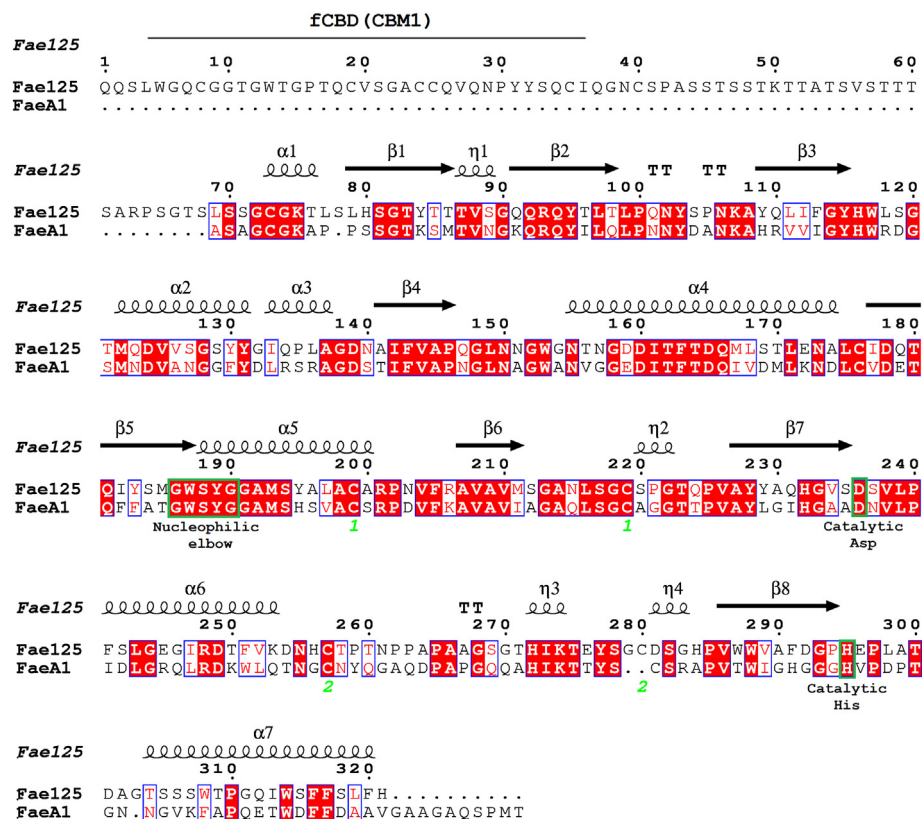 fCBD(CBM1)
Fae125
1 10 20 30 40 50 60
Fae125 QQSLWGQCGGTGWTGPTQCVSGACCQVQNPYYSQCIQGNCSPASSTSSTKTTATSVSTTT
FaeA1 ............................................................
Fae125 α1 β1 η1 β2 TT TT β3
70 80 90 100 110 120
Fae125 SARPSGTSLSSGCGKTLSLHSGTYTTTVSGQQRQYTLTLPQNYSPNKAYQLIFGYHWLSG
FaeA1 ........ASAGCGKAP.PSSGTKSMTVNGKQRQYILQLPNNYDANKAHRVVIGYHWRDG
Fae125 α2 α3 β4 α4
130 140 150 160 170 180
Fae125 TMQDVVSGSYYGIQPLAGDNAIFVAPQGLNNGWGNTNGDDITFTDQMLSTLENALCIDQT
FaeA1 SMNDVANGGFYDLRSRAGDSTIFVAPNGLNAGWANVGGEDITFTDQIVDMLKNDLCVDET
Fae125 β5 α5 β6 η2 β7
190 200 210 220 230 240
Fae125 QIYSMGWSYGGAMSYALACARPNVFRAVAVMSGANLSGCSPGTQPVAYYAQHGVSDSVLP
FaeA1 QFFATGWSYGGAMSHSVACSRPDVFKAVAVIAGAQLSGCAGGTTPVAYLGIHGAADNVLP
Nucleophilic 1 1 Catalytic
elbow Asp
Fae125 α6 TT η3 η4 β8
250 260 270 280 290 300
Fae125 FSLGEGIRDTFVKDNHCTPTNPPAPAAGSGTHIKTEYSGCDSGHPVWWVAFDGPHEPLAT
FaeA1 IDLGRQLRDKWLQTNGCNYQGAQDPAPGQQAHIKTTYS..CSRAPVTWIGHGGGHVPDPT
2 2 Catalytic
His
Fae125 α7
310 320
Fae125 DAGTSSSWTPGQIWSFFSLFH..........
FaeA1 GN.NGVKFAPQETWDFFDAAVGAAGAQSPMT